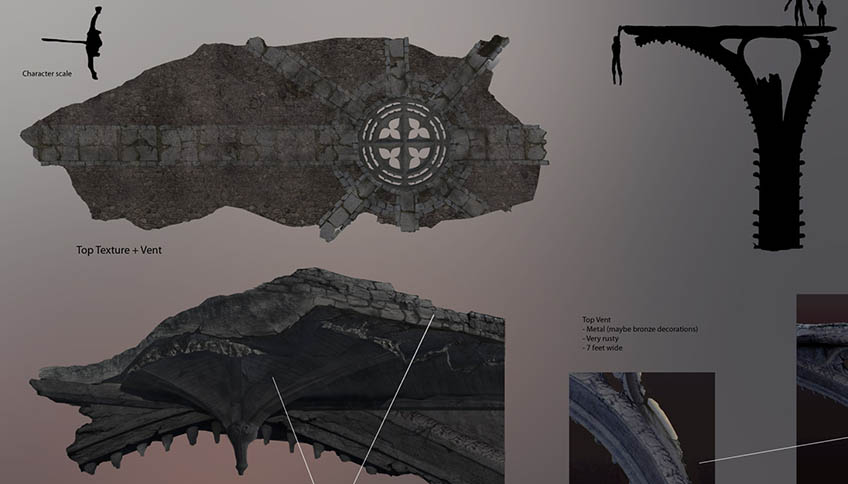 Character scale
Top Texture + Vent
Top Vent
- Metal (maybe bronze decorations)
- Very rusty
- 7 feet wide